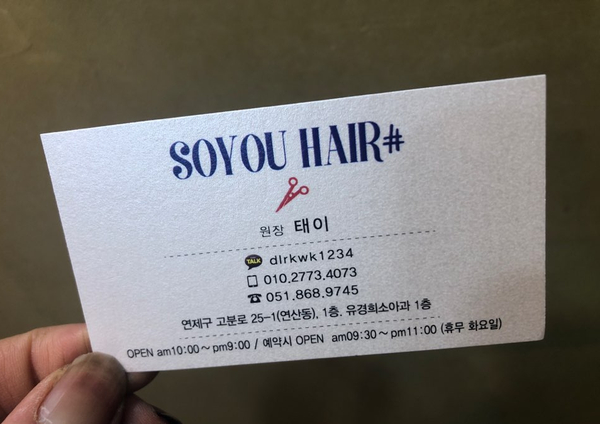 SOYOU HAIR#
원장 태이
TALK dlrkwk1234
010.2773.4073
051.868.9745
연제구 고분로 25-1(연산동), 1층, 유경희소아과 1층
OPEN am10:00~pm9:00 / 예약시 OPEN am09:30~pm11:00 (휴무 화요일)